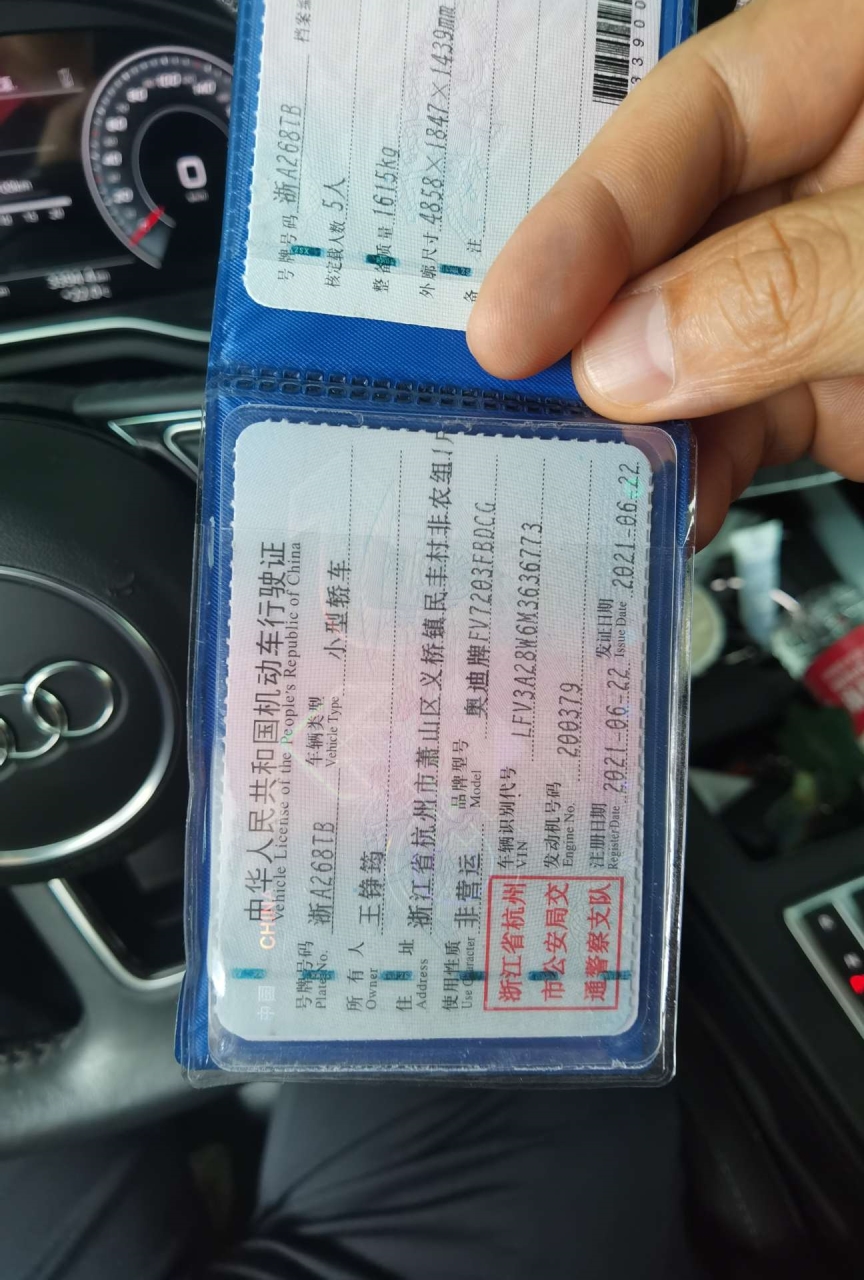 中国
CHINA
中华人民共和国机动车行驶证
Vehicle License of the People's Republic of China
号牌号码 浙A268TB 车辆类型 小型轿车
Plate No. Vehicle Type
所有人 王铮筠
Owner
住址 浙江省杭州市萧山区义桥镇民丰村非农组1户
Address
使用性质 非营运 品牌型号 奥迪牌FV7203FBDCG
Use Character Model
车辆识别代号 LFV3A28W6M3636773
VIN
发动机号码 200379
Engine No.
注册日期 2021-06-22 发证日期 2021-06-22
Register Date Issue Date
浙江省杭州
市公安局交
通警察支队
号牌号码 浙A268TB 档案编
核定载人数 5人
整备质量 1615kg
外廓尺寸 4858×1847×1439mm
备注
33900
0